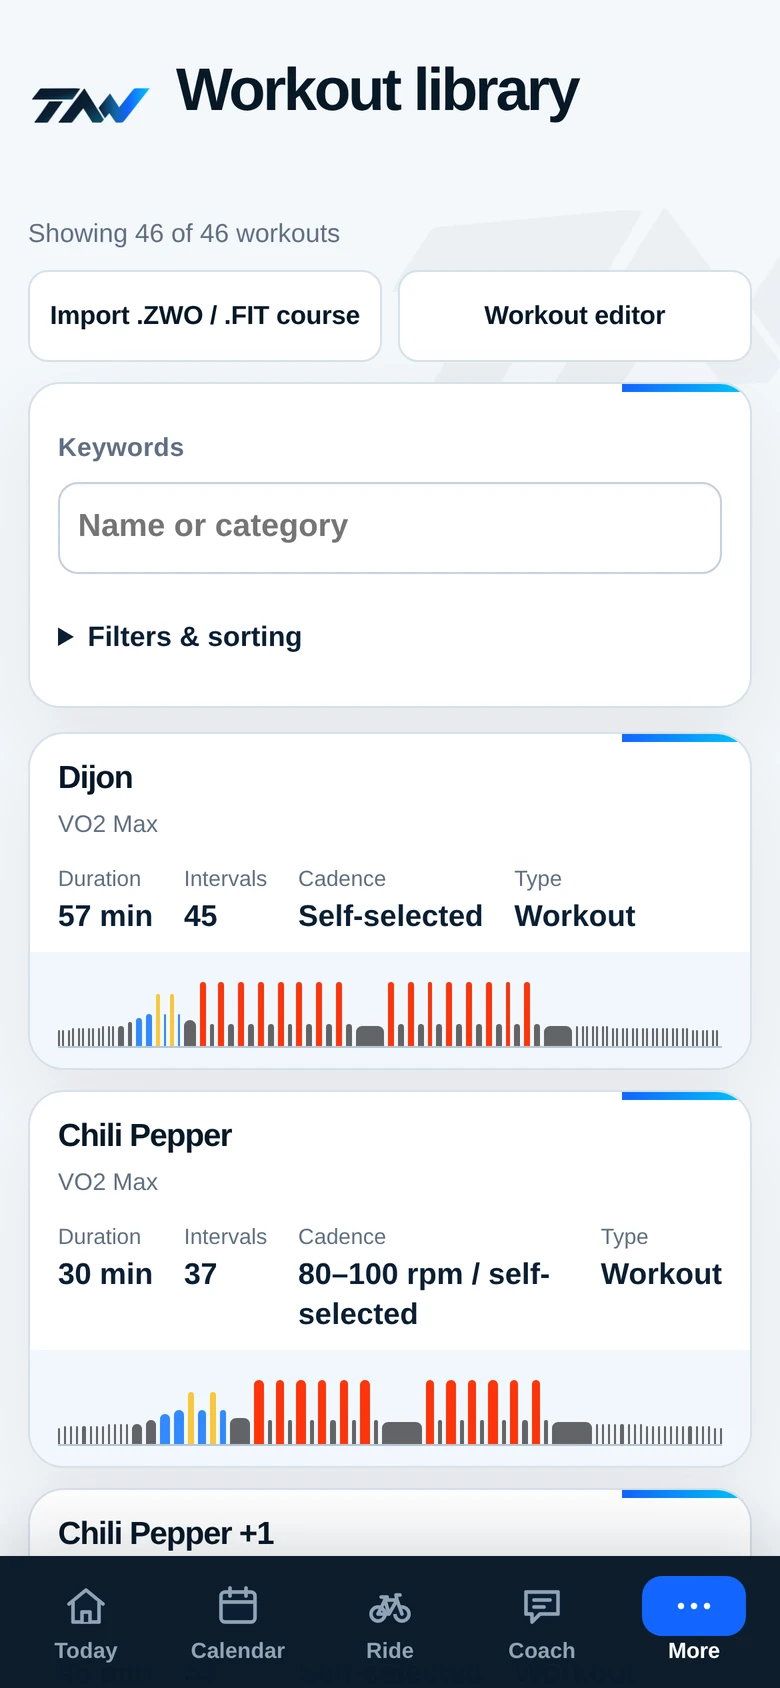 TAW
Workout library
Showing 46 of 46 workouts
Import .ZWO / .FIT course
Workout editor
Keywords
Name or category
Filters & sorting
Dijon
VO2 Max
Duration Intervals Cadence Type
57 min 45 Self-selected Workout
Chili Pepper
VO2 Max
Duration Intervals Cadence Type
30 min 37 80–100 rpm / self-selected Workout
Chili Pepper +1
Today Calendar Ride Coach More